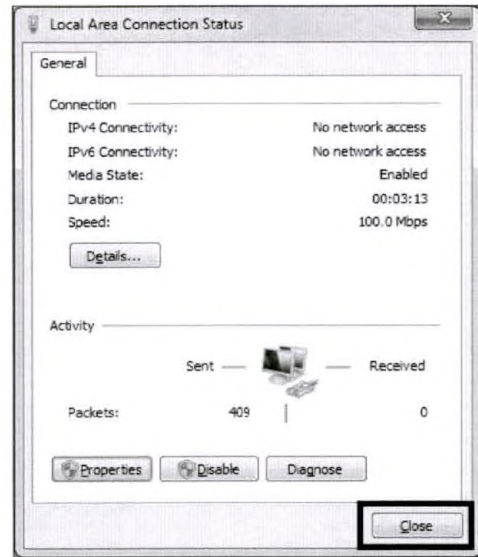 Local Area Connection Status
General
Connection
IPv4 Connectivity: No network access
IPv6 Connectivity: No network access
Media State: Enabled
Duration: 00:03:13
Speed: 100.0 Mbps
Details...
Activity
Sent Received
Packets: 409 0
Properties Disable Diagnose
Close